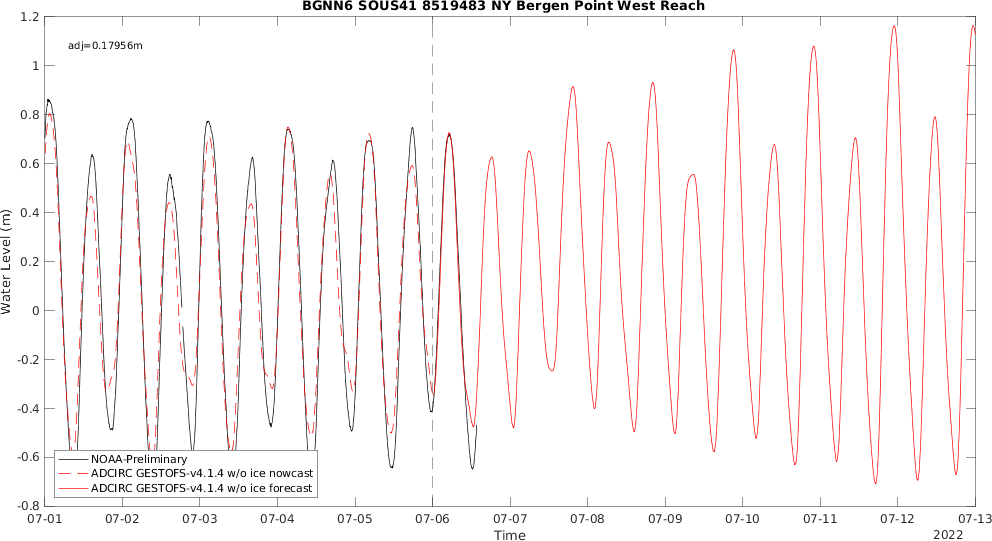 BGNN6 SOUS41 8519483 NY Bergen Point West Reach
adj=0.17956m
1.2
1
0.8
0.6
0.4
0.2
0
-0.2
-0.4
-0.6
-0.8
Water Level (m)
NOAA-Preliminary
ADCIRC GESTOFS-v4.1.4 w/o ice nowcast
ADCIRC GESTOFS-v4.1.4 w/o ice forecast
07-01 07-02 07-03 07-04 07-05 07-06 07-07 07-08 07-09 07-10 07-11 07-12 07-13
Time
2022